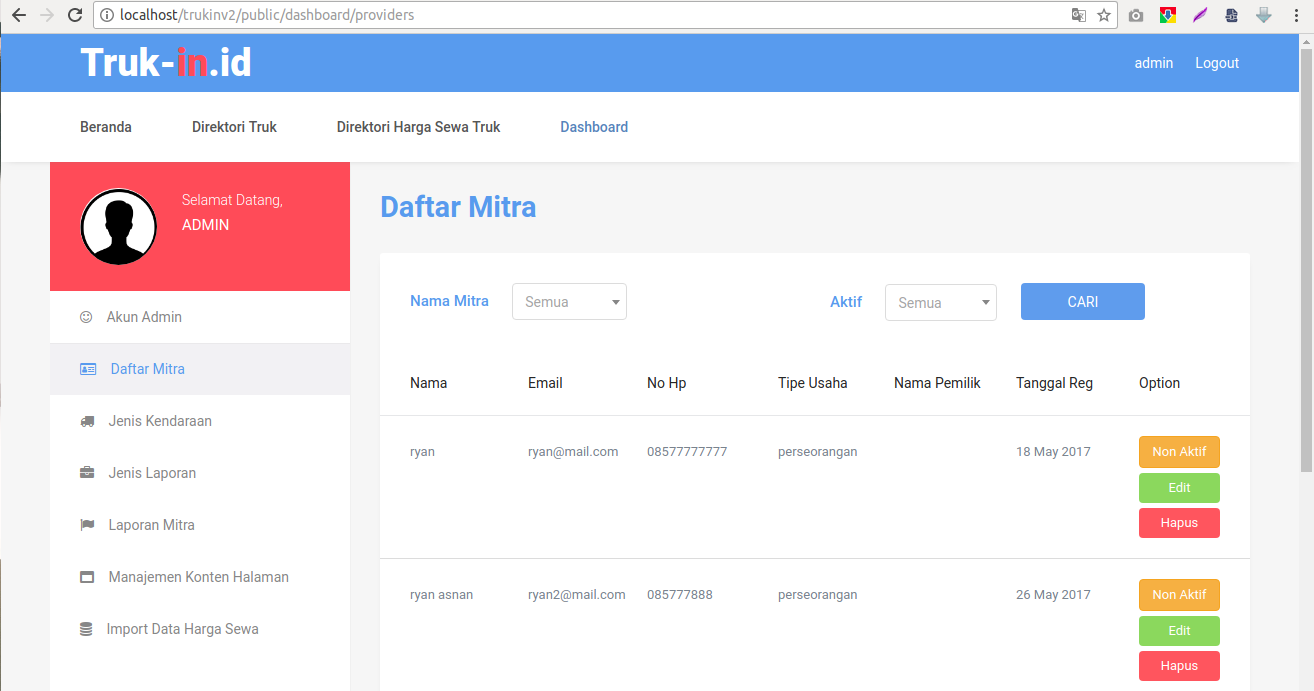 localhost/trukinv2/public/dashboard/providers
Truk-in.id
admin Logout
Beranda Direktori Truk Direktori Harga Sewa Truk Dashboard
Selamat Datang,
ADMIN
Akun Admin
Daftar Mitra
Jenis Kendaraan
Jenis Laporan
Laporan Mitra
Manajemen Konten Halaman
Import Data Harga Sewa
Daftar Mitra
Nama Mitra Semua Aktif Semua CARI
Nama Email No Hp Tipe Usaha Nama Pemilik Tanggal Reg Option
ryan ryan@mail.com 08577777777 perseorangan 18 May 2017 Non Aktif
Edit
Hapus
ryan asnan ryan2@mail.com 085777888 perseorangan 26 May 2017 Non Aktif
Edit
Hapus